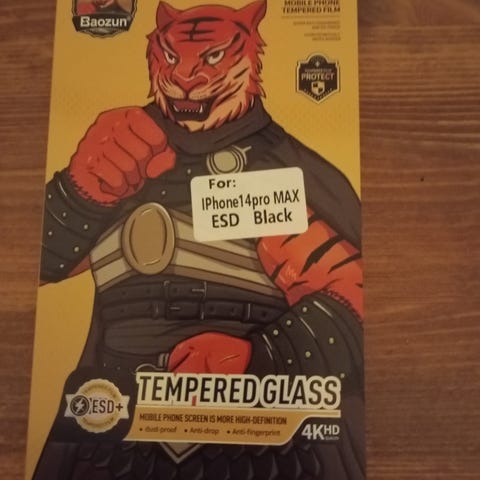 Baozun
MOBILE PHONE
TEMPERED FILM
PROTECT
For:
IPhone14pro MAX
ESD Black
ESD+
TEMPERED GLASS
MOBILE PHONE SCREEN IS MORE HIGH-DEFINITION
• dust-proof • Anti-drop • Anti-fingerprint
4KHD